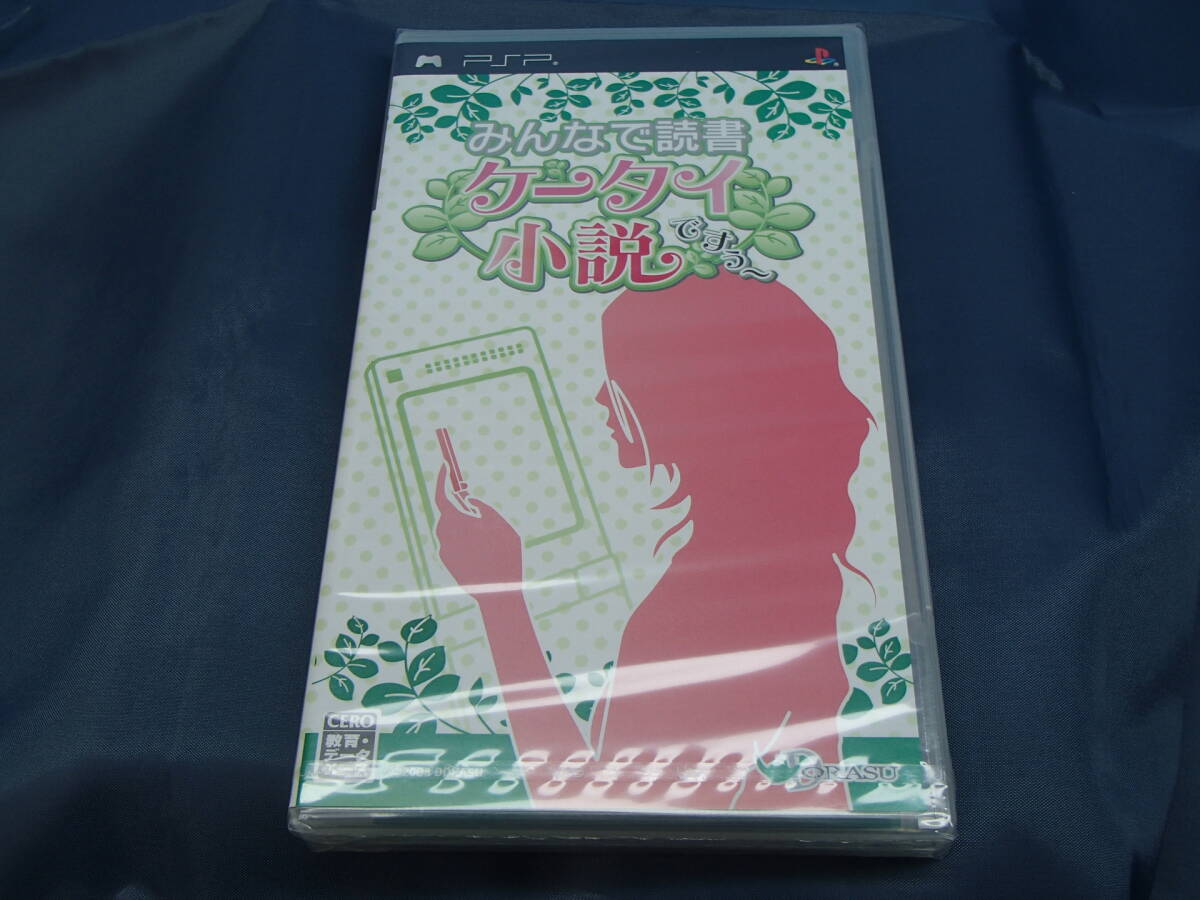 PSP
みんなで読書
ケータイ
小説ですぅ～
CERO
教育・
データ
DORASU